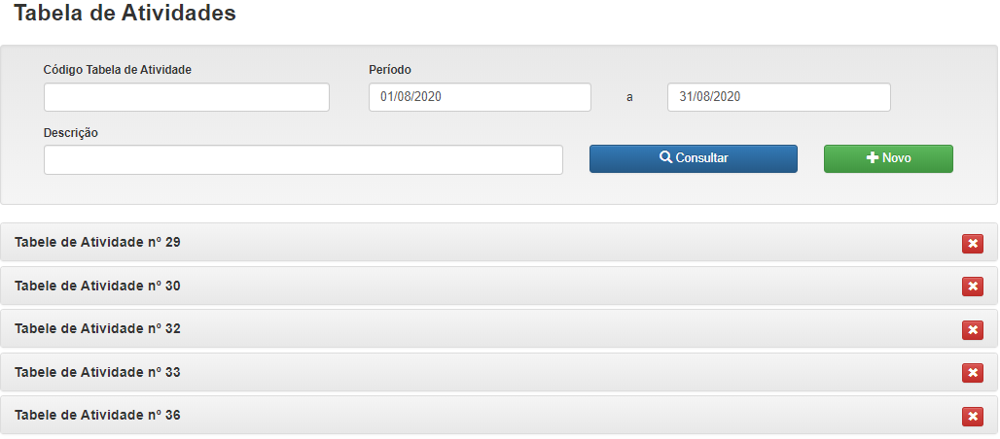 Tabela de Atividades
Código Tabela de Atividade
Período
01/08/2020
a
31/08/2020
Descrição
Consultar
Novo
Tabele de Atividade nº 29
Tabele de Atividade nº 30
Tabele de Atividade nº 32
Tabele de Atividade nº 33
Tabele de Atividade nº 36